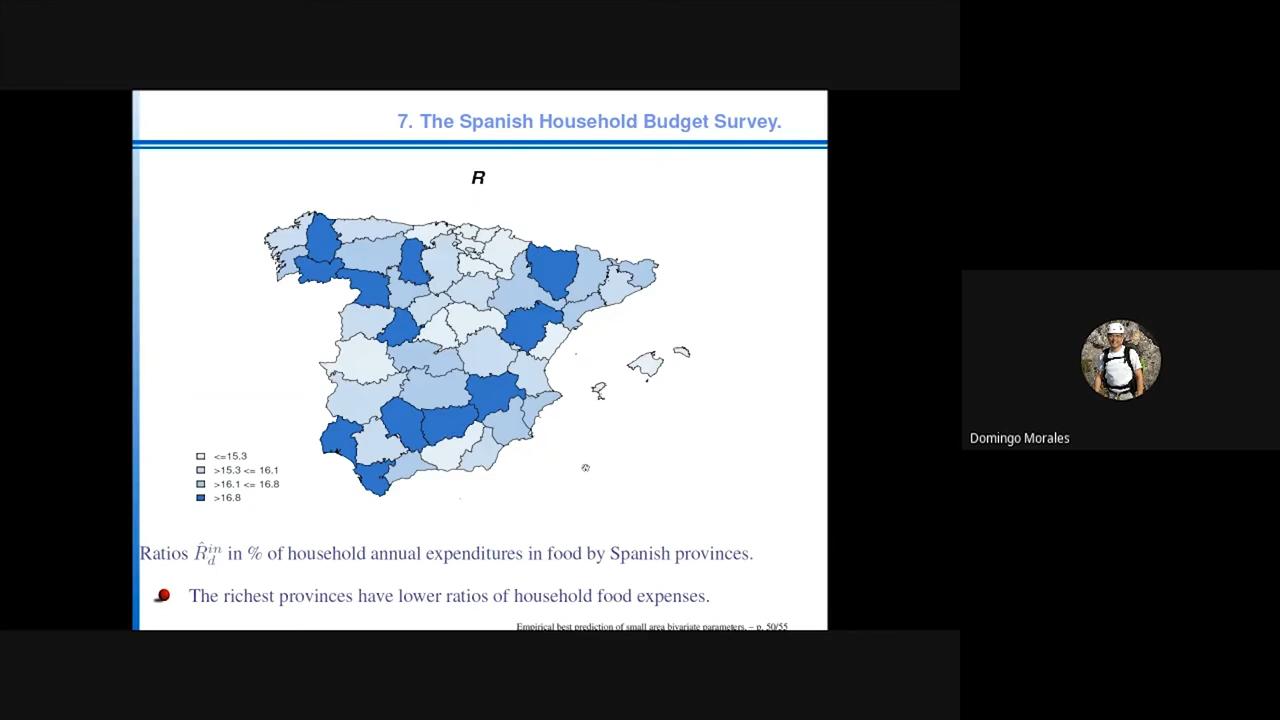 7. The Spanish Household Budget Survey.
R
<=15.3
>15.3 <= 16.1
>16.1 <= 16.8
>16.8
Ratios R̂_d^in in % of household annual expenditures in food by Spanish provinces.
The richest provinces have lower ratios of household food expenses.
Empirical best prediction of small area bivariate parameters. – p. 50/55
Domingo Morales